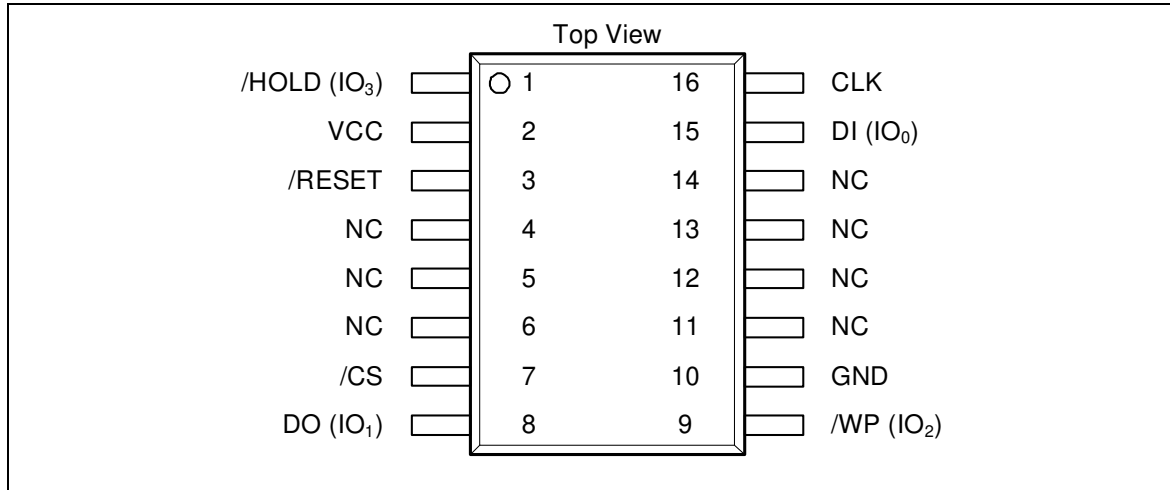 Top View
/HOLD (IO₃) 1 16 CLK
VCC 2 15 DI (IO₀)
/RESET 3 14 NC
NC 4 13 NC
NC 5 12 NC
NC 6 11 NC
/CS 7 10 GND
DO (IO₁) 8 9 /WP (IO₂)